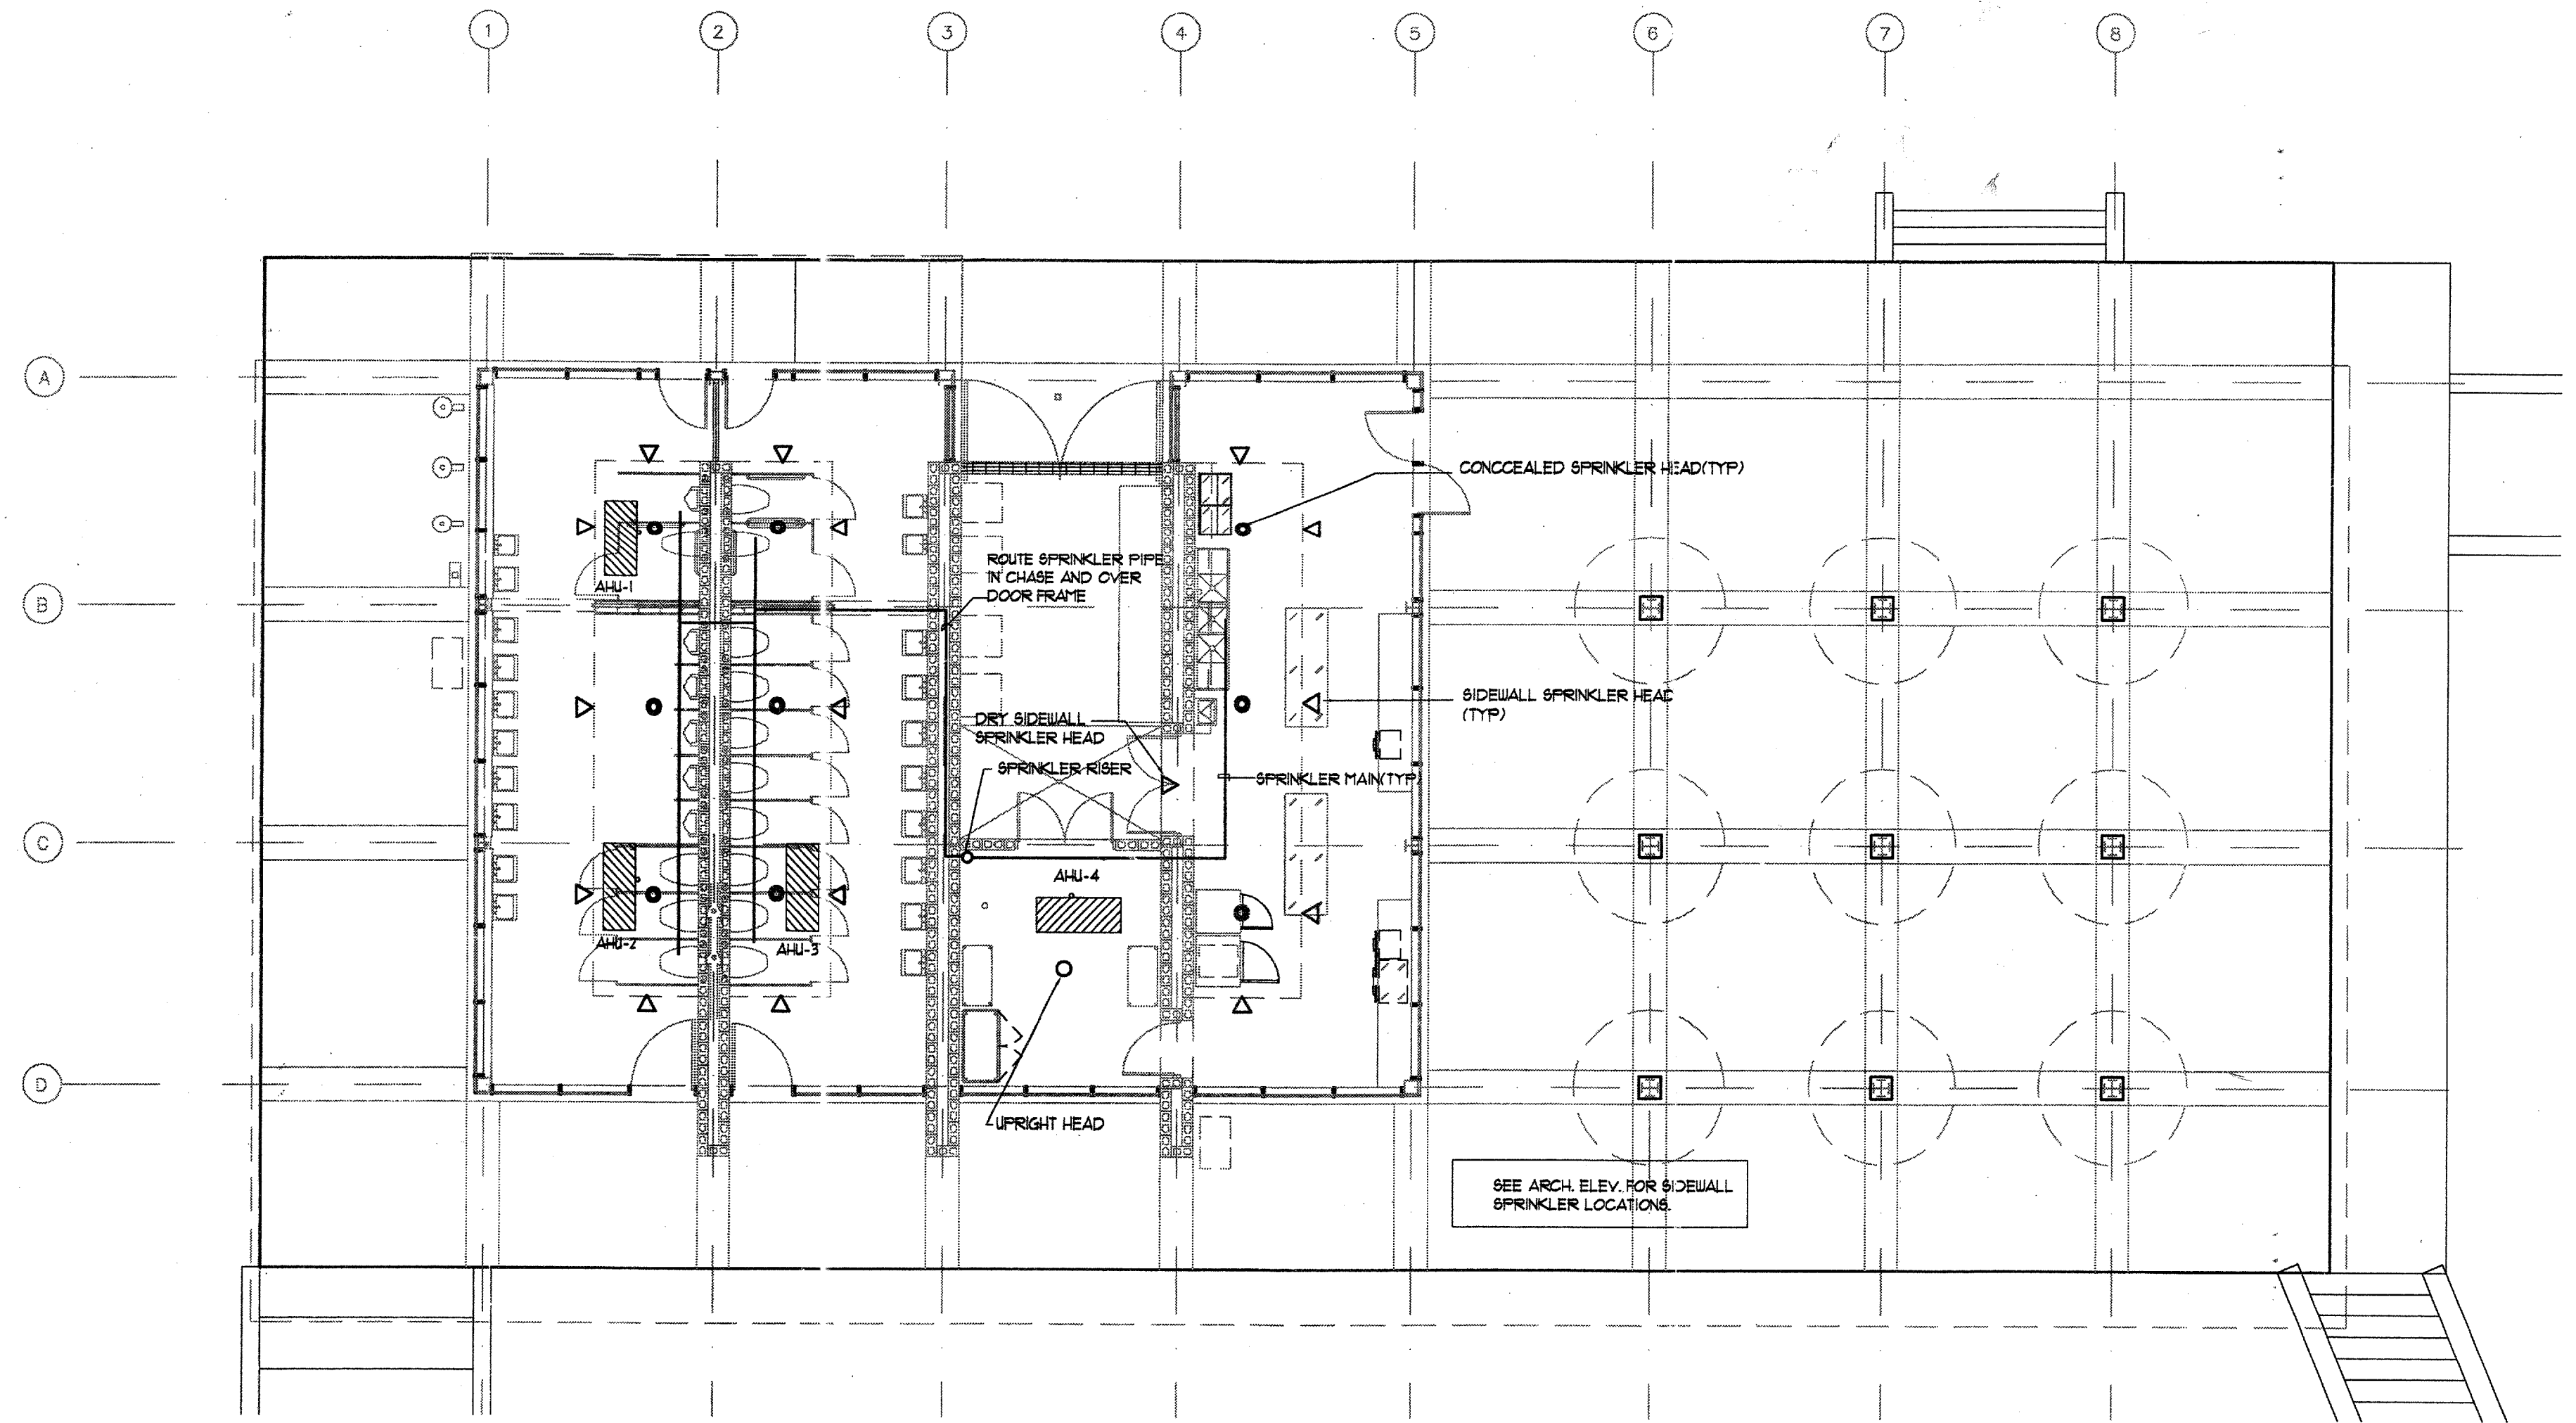 1 2 3 4 5 6 7 8
A
CONCCEALED SPRINKLER HEAD(TYP)
ROUTE SPRINKLER PIPE
IN CHASE AND OVER
DOOR FRAME
AHU-1
B
SIDEWALL SPRINKLER HEAD
(TYP)
DRY SIDEWALL
SPRINKLER HEAD
SPRINKLER RISER
SPRINKLER MAIN(TYP)
C
AHU-4
AHU-2
AHU-3
D
UPRIGHT HEAD
SEE ARCH. ELEV. FOR SIDEWALL
SPRINKLER LOCATIONS.